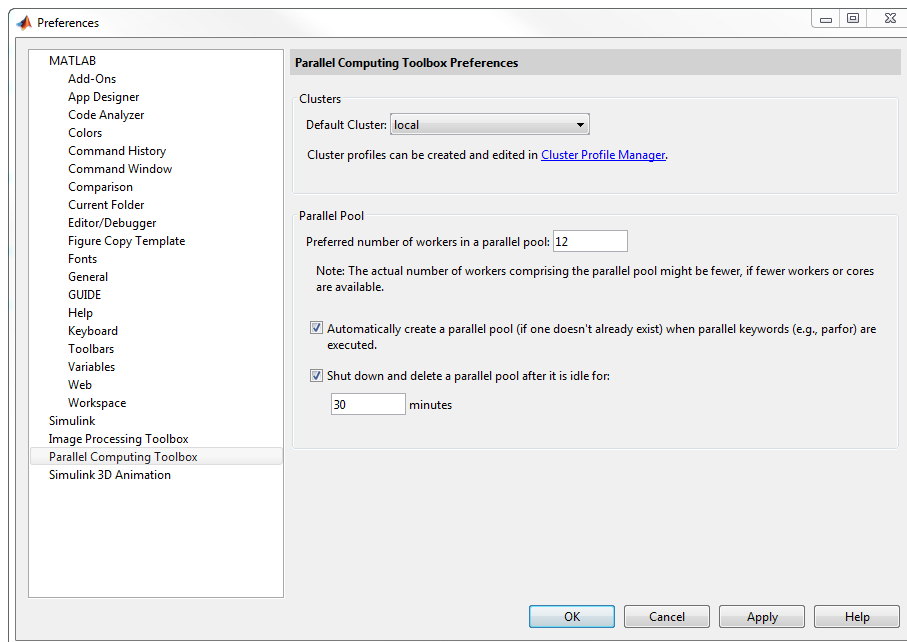 Preferences
MATLAB
Add-Ons
App Designer
Code Analyzer
Colors
Command History
Command Window
Comparison
Current Folder
Editor/Debugger
Figure Copy Template
Fonts
General
GUIDE
Help
Keyboard
Toolbars
Variables
Web
Workspace
Simulink
Image Processing Toolbox
Parallel Computing Toolbox
Simulink 3D Animation
Parallel Computing Toolbox Preferences
Clusters
Default Cluster: local
Cluster profiles can be created and edited in Cluster Profile Manager.
Parallel Pool
Preferred number of workers in a parallel pool: 12
Note: The actual number of workers comprising the parallel pool might be fewer, if fewer workers or cores
are available.
Automatically create a parallel pool (if one doesn't already exist) when parallel keywords (e.g., parfor) are
executed.
Shut down and delete a parallel pool after it is idle for:
30 minutes
OK Cancel Apply Help